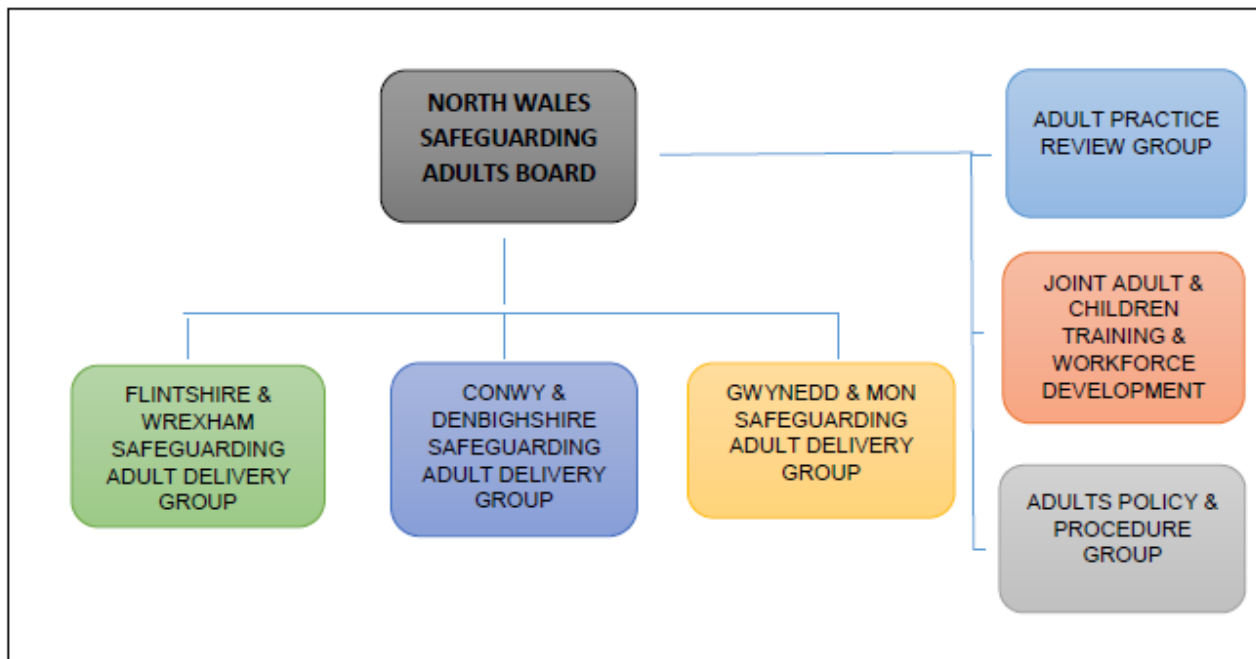 NORTH WALES
SAFEGUARDING
ADULTS BOARD
ADULT PRACTICE
REVIEW GROUP
JOINT ADULT &
CHILDREN
TRAINING &
WORKFORCE
DEVELOPMENT
FLINTSHIRE &
WREXHAM
SAFEGUARDING
ADULT DELIVERY
GROUP
CONWY &
DENBIGHSHIRE
SAFEGUARDING
ADULT DELIVERY
GROUP
GWYNEDD & MON
SAFEGUARDING
ADULT DELIVERY
GROUP
ADULTS POLICY &
PROCEDURE
GROUP